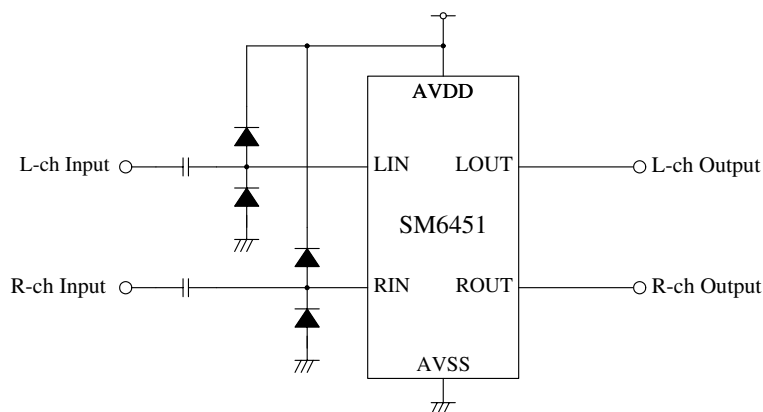 AVDD
L-ch Input
LIN
LOUT
L-ch Output
SM6451
R-ch Input
RIN
ROUT
R-ch Output
AVSS